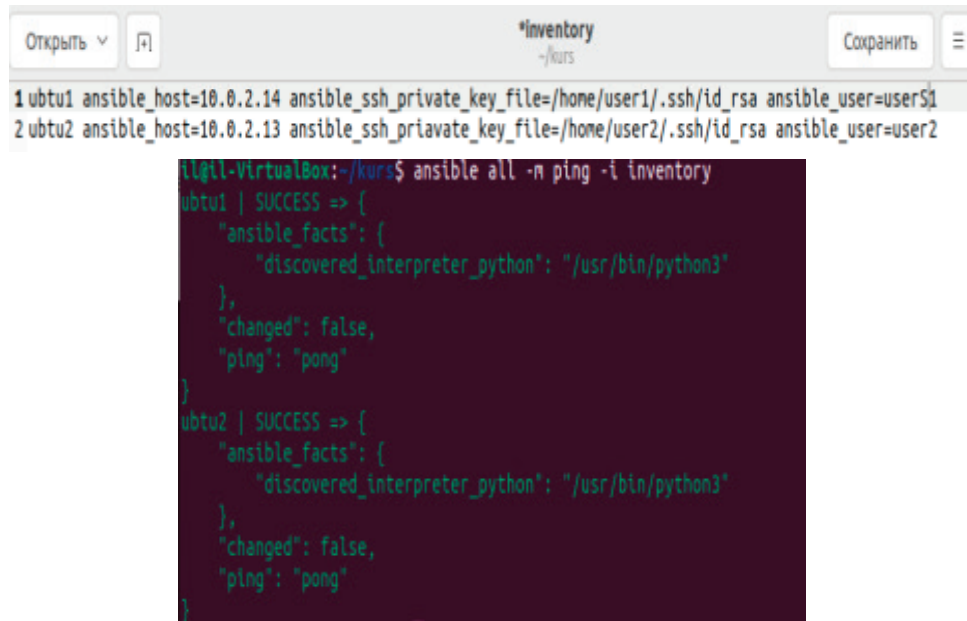 Открыть
*inventory
~/kurs
Сохранить
1 ubtu1 ansible_host=10.0.2.14 ansible_ssh_private_key_file=/home/user1/.ssh/id_rsa ansible_user=userS1
2 ubtu2 ansible_host=10.0.2.13 ansible_ssh_priavate_key_file=/home/user2/.ssh/id_rsa ansible_user=user2
il@il-VirtualBox:~/kurs$ ansible all -m ping -i inventory
ubtu1 | SUCCESS => {
    "ansible_facts": {
        "discovered_interpreter_python": "/usr/bin/python3"
    },
    "changed": false,
    "ping": "pong"
}
ubtu2 | SUCCESS => {
    "ansible_facts": {
        "discovered_interpreter_python": "/usr/bin/python3"
    },
    "changed": false,
    "ping": "pong"
}